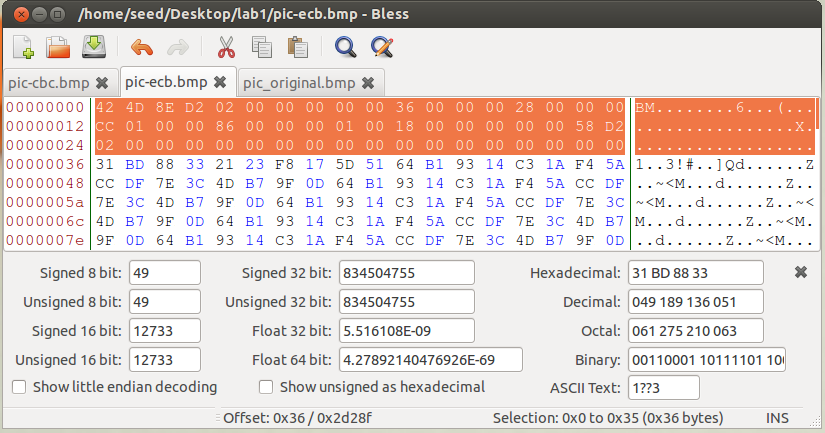 /home/seed/Desktop/lab1/pic-ecb.bmp - Bless
pic-cbc.bmp pic-ecb.bmp pic_original.bmp
00000000 42 4D 8E D2 02 00 00 00 00 00 36 00 00 00 28 00 00 00 BM........6...(...
00000012 CC 01 00 00 86 00 00 00 01 00 18 00 00 00 00 00 58 D2 ................X.
00000024 02 00 00 00 00 00 00 00 00 00 00 00 00 00 00 00 00 00 ..................
00000036 31 BD 88 33 21 23 F8 17 5D 51 64 B1 93 14 C3 1A F4 5A 1..3!#..]Qd......Z
00000048 CC DF 7E 3C 4D B7 9F 0D 64 B1 93 14 C3 1A F4 5A CC DF ..~<M...d......Z..
0000005a 7E 3C 4D B7 9F 0D 64 B1 93 14 C3 1A F4 5A CC DF 7E 3C ~<M...d......Z..~<
0000006c 4D B7 9F 0D 64 B1 93 14 C3 1A F4 5A CC DF 7E 3C 4D B7 M...d......Z..~<M.
0000007e 9F 0D 64 B1 93 14 C3 1A F4 5A CC DF 7E 3C 4D B7 9F 0D ..d......Z..~<M...
Signed 8 bit: 49 Signed 32 bit: 834504755 Hexadecimal: 31 BD 88 33
Unsigned 8 bit: 49 Unsigned 32 bit: 834504755 Decimal: 049 189 136 051
Signed 16 bit: 12733 Float 32 bit: 5.516108E-09 Octal: 061 275 210 063
Unsigned 16 bit: 12733 Float 64 bit: 4.27892140476926E-69 Binary: 00110001 10111101 100
Show little endian decoding Show unsigned as hexadecimal ASCII Text: 1??3
Offset: 0x36 / 0x2d28f Selection: 0x0 to 0x35 (0x36 bytes) INS